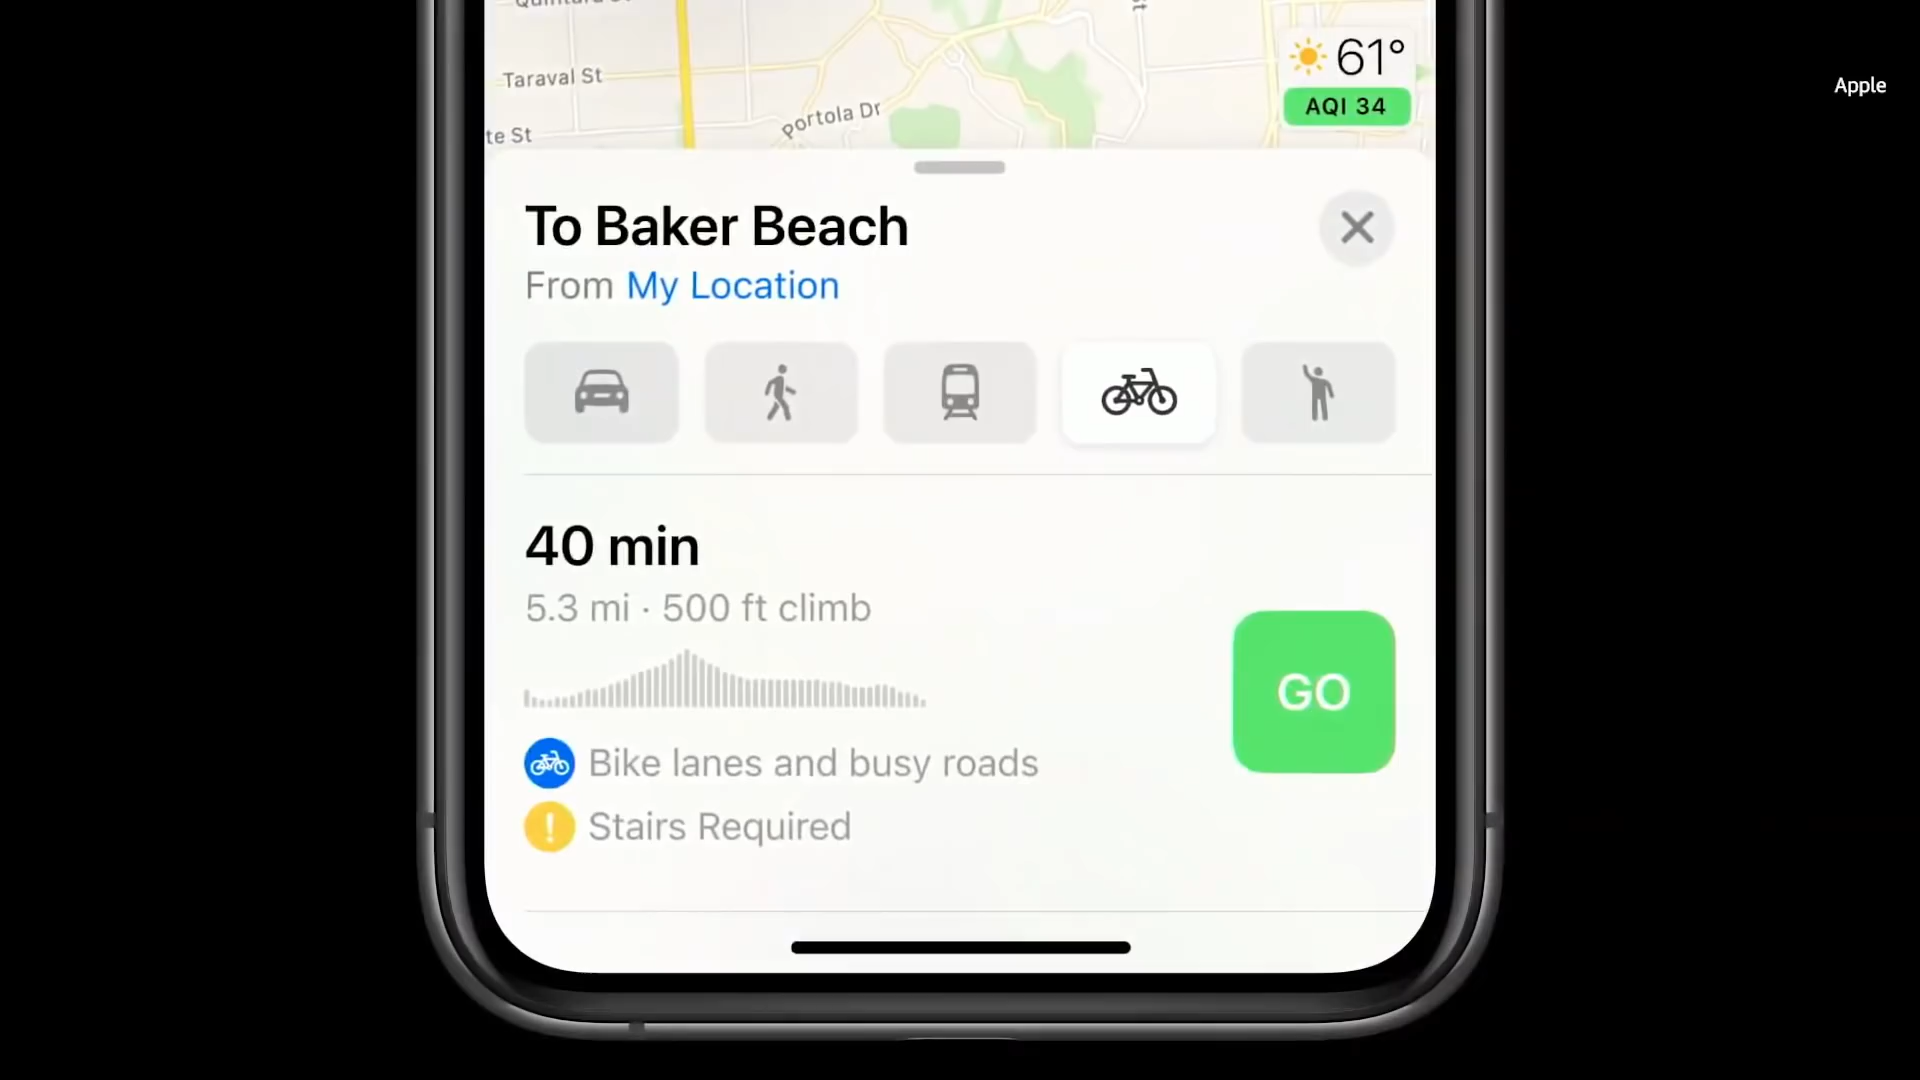 Taraval St
Portola Dr
te St
61°
AQI 34
Apple
To Baker Beach
From My Location
40 min
5.3 mi · 500 ft climb
GO
Bike lanes and busy roads
Stairs Required